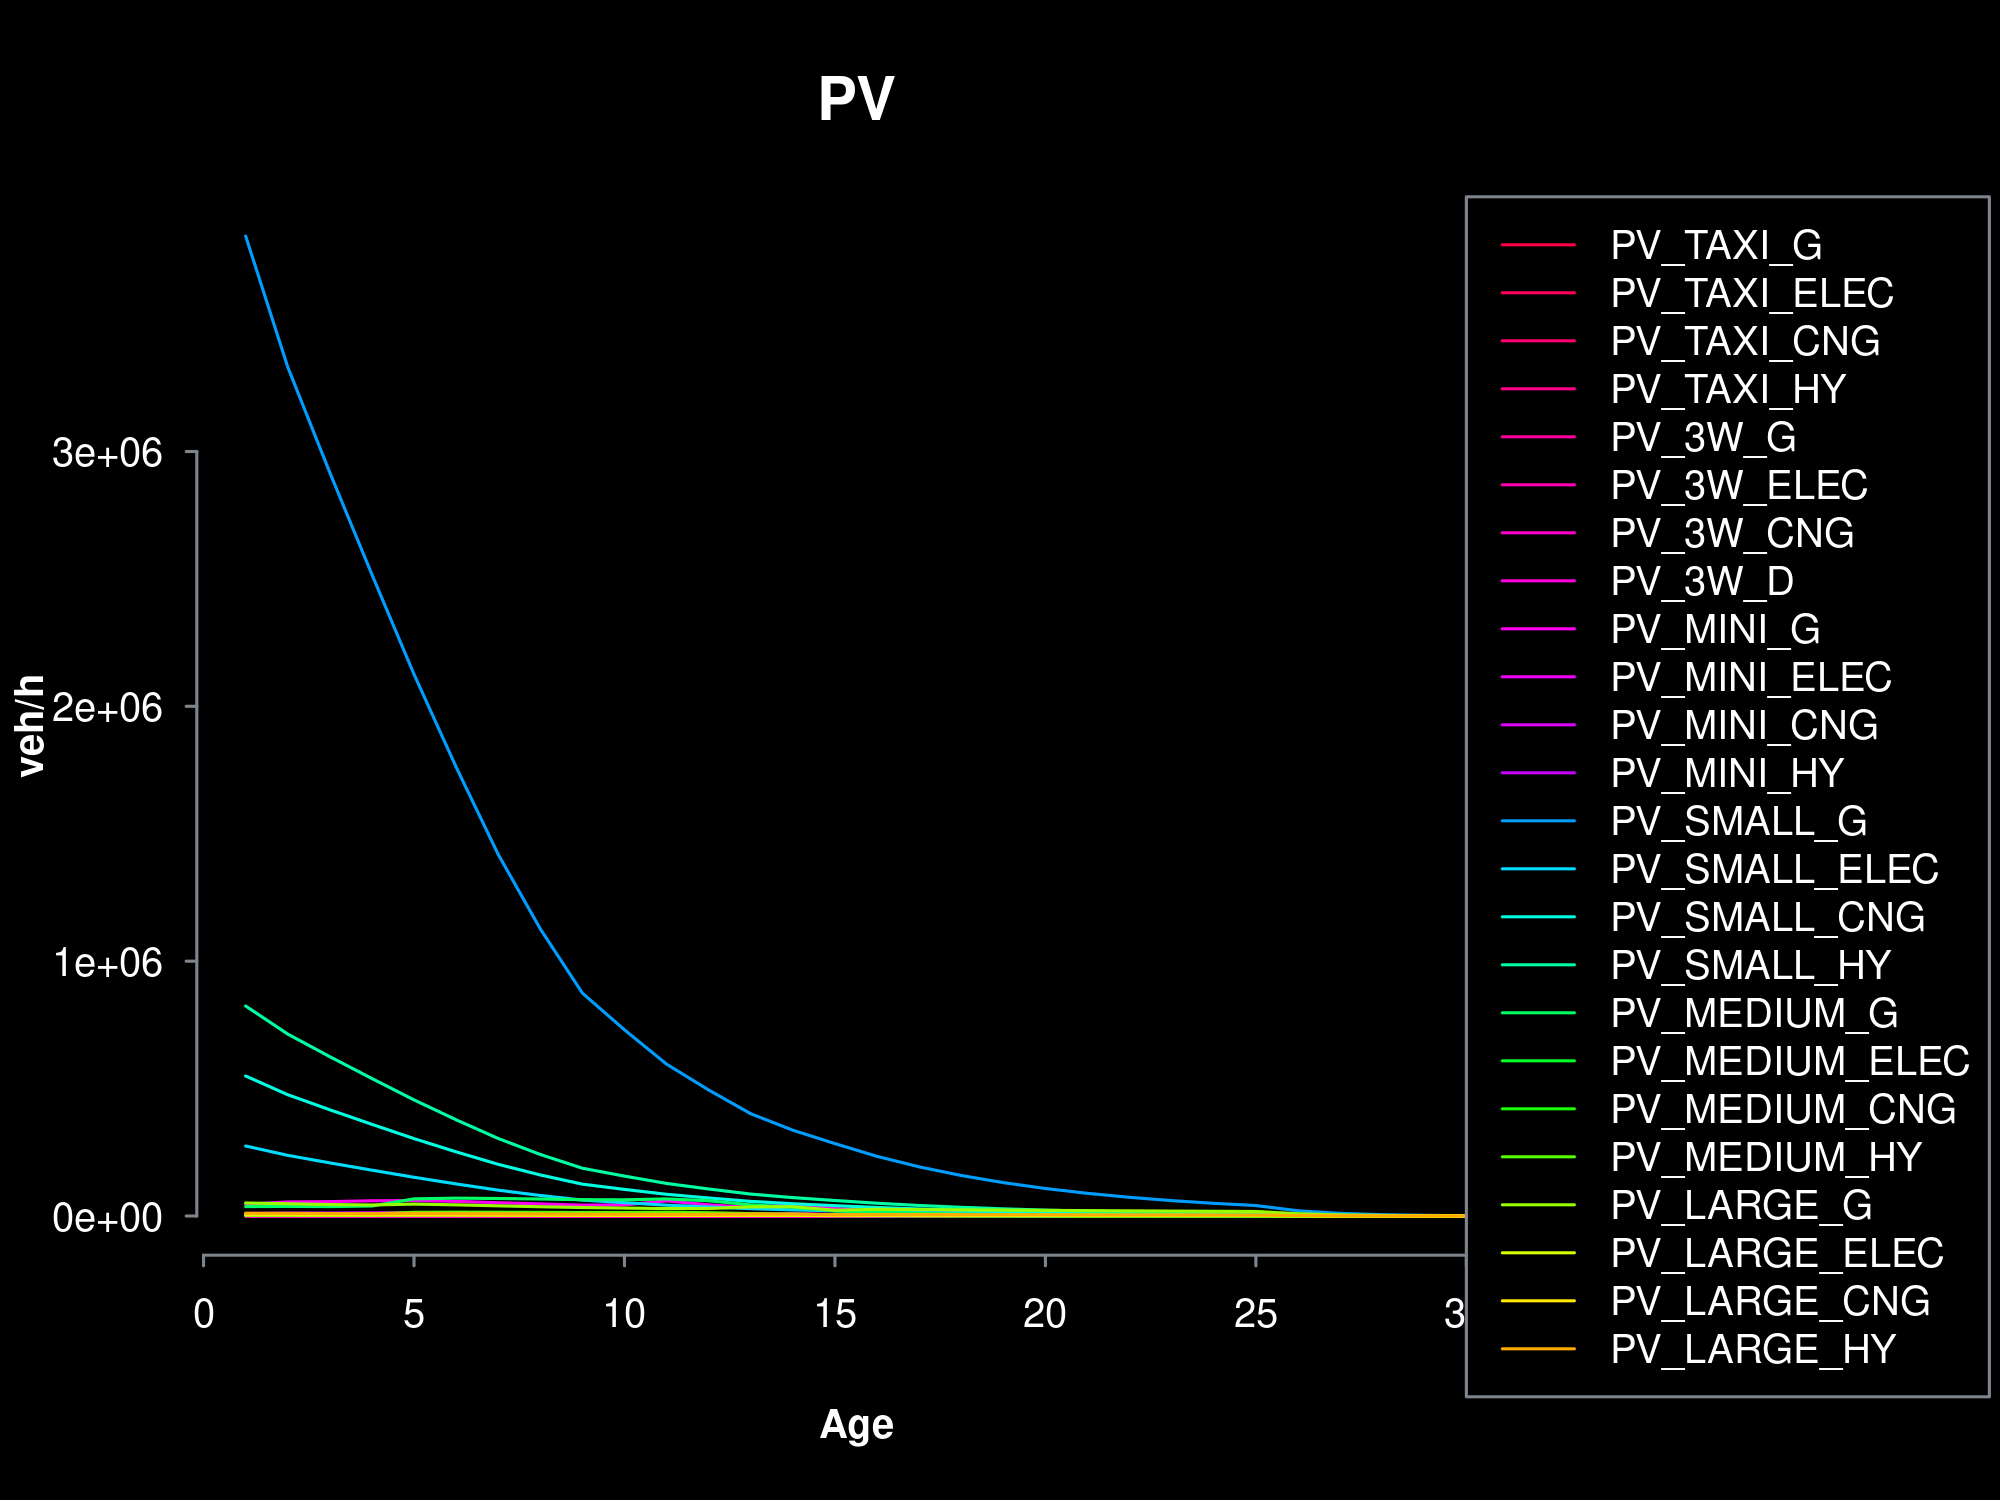 PV
veh/h
3e+06
2e+06
1e+06
0e+00
0 5 10 15 20 25 3
Age
PV_TAXI_G
PV_TAXI_ELEC
PV_TAXI_CNG
PV_TAXI_HY
PV_3W_G
PV_3W_ELEC
PV_3W_CNG
PV_3W_D
PV_MINI_G
PV_MINI_ELEC
PV_MINI_CNG
PV_MINI_HY
PV_SMALL_G
PV_SMALL_ELEC
PV_SMALL_CNG
PV_SMALL_HY
PV_MEDIUM_G
PV_MEDIUM_ELEC
PV_MEDIUM_CNG
PV_MEDIUM_HY
PV_LARGE_G
PV_LARGE_ELEC
PV_LARGE_CNG
PV_LARGE_HY